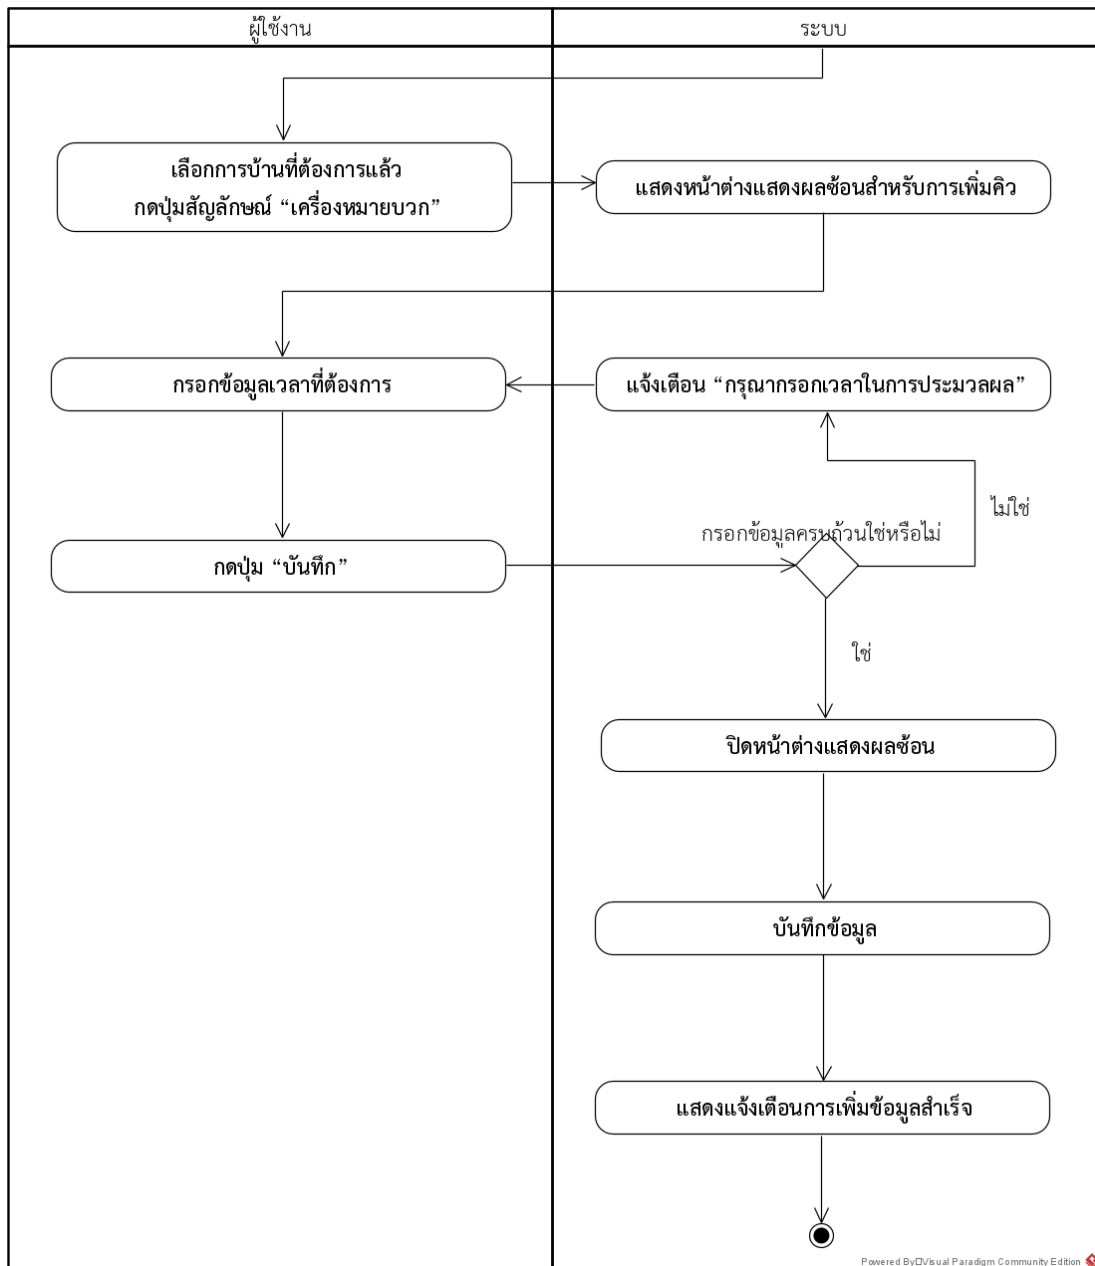 ผู้ใช้งาน
ระบบ
เลือกการบ้านที่ต้องการแล้ว
กดปุ่มสัญลักษณ์ “เครื่องหมายบวก”
แสดงหน้าต่างแสดงผลซ้อนสำหรับการเพิ่มคิว
กรอกข้อมูลเวลาที่ต้องการ
แจ้งเตือน “กรุณากรอกเวลาในการประมวลผล”
ไม่ใช่
กรอกข้อมูลครบถ้วนใช่หรือไม่
กดปุ่ม “บันทึก”
ใช่
ปิดหน้าต่างแสดงผลซ้อน
บันทึกข้อมูล
แสดงแจ้งเตือนการเพิ่มข้อมูลสำเร็จ
Powered By□Visual Paradigm Community Edition